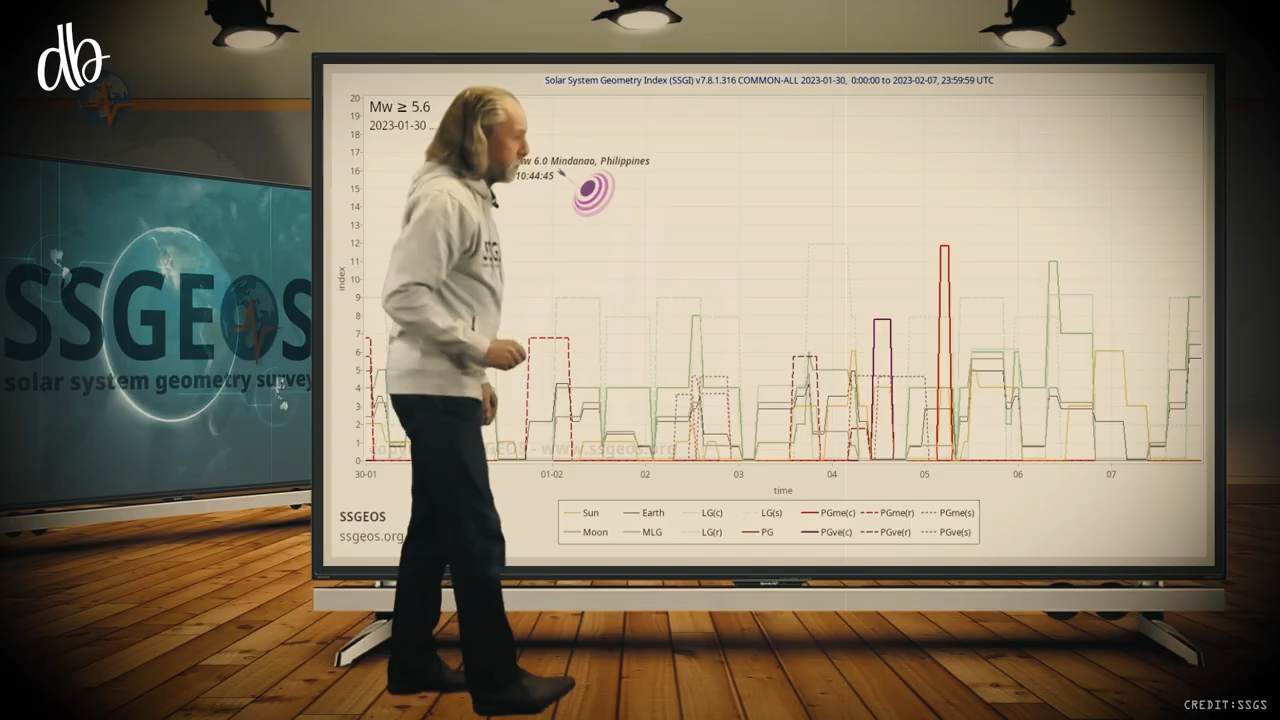 db
Solar System Geometry Index (SSGI) v7.8.1.316 COMMON-ALL 2023-01-30, 0:00:00 to 2023-02-07, 23:59:59 UTC
Mw ≥ 5.6
2023-01-30 ...
6.0 Mindanao, Philippines
10:44:45
20
19
18
17
16
15
14
13
12
11
10
9
8
7
6
5
4
3
2
1
0
index
www.ssgeos.org
30-01
01-02
02
03
04
05
06
07
time
SSGEOS
ssgeos.org
Sun
Earth
LG(c)
LG(s)
PGme(c)
PGme(r)
PGme(s)
Moon
MLG
LG(r)
PG
PGve(c)
PGve(r)
PGve(s)
SSGEOS
solar system geometry survey
CREDIT:SSGS